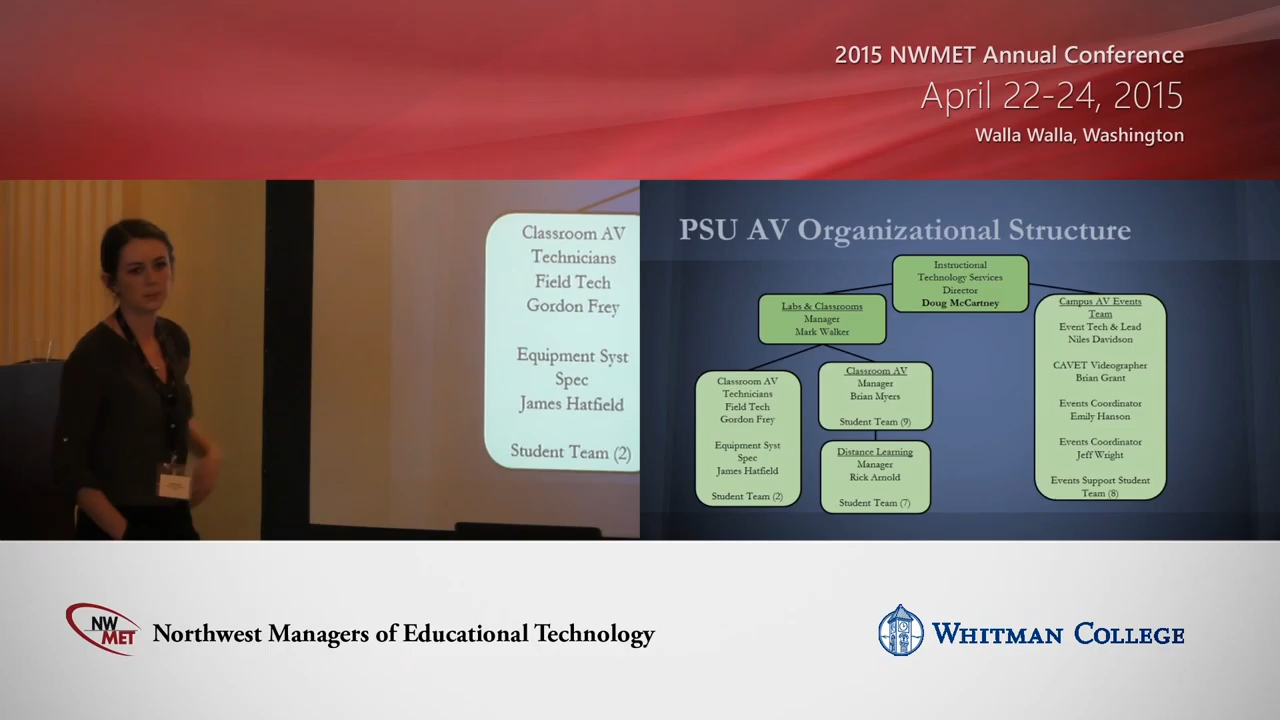 2015 NWMET Annual Conference
April 22-24, 2015
Walla Walla, Washington
Classroom AV
Technicians
Field Tech
Gordon Frey
Equipment Syst
Spec
James Hatfield
Student Team (2)
PSU AV Organizational Structure
Instructional
Technology Services
Director
Doug McCartney
Labs & Classrooms
Manager
Mark Walker
Classroom AV
Technicians
Field Tech
Gordon Frey
Equipment Syst
Spec
James Hatfield
Student Team (2)
Classroom AV
Manager
Brian Myers
Student Team (9)
Distance Learning
Manager
Rick Arnold
Student Team (7)
Campus AV Events
Team
Event Tech & Lead
Niles Davidson
CAVET Videographer
Brian Grant
Events Coordinator
Emily Hanson
Events Coordinator
Jeff Wright
Events Support Student
Team (8)
NW
MET
Northwest Managers of Educational Technology
WHITMAN COLLEGE